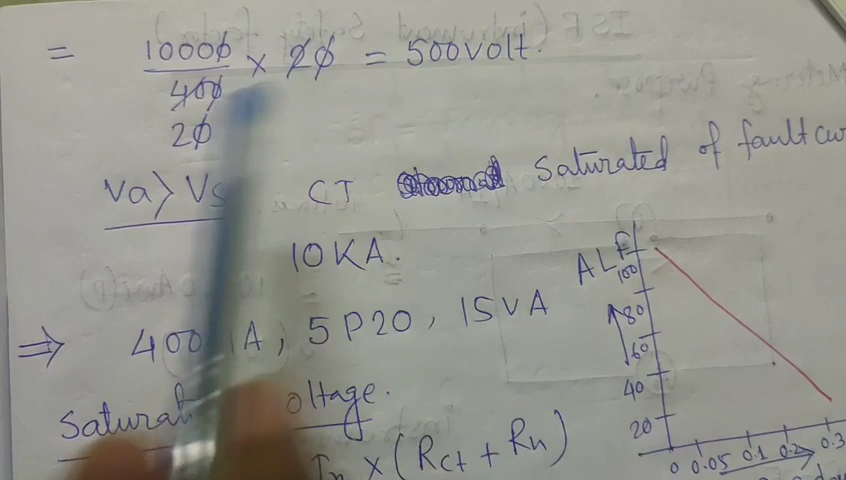 = 10000/400 × 20 = 500volt.
20
Va > Vs CT saturated of fault
10KA.
⇒ 400 A, 5P20, 15VA
Saturat oltage.
× (Rct + Rn)
ALF
100
80
60
40
20
0 0.05 0.1 0.2 0.3